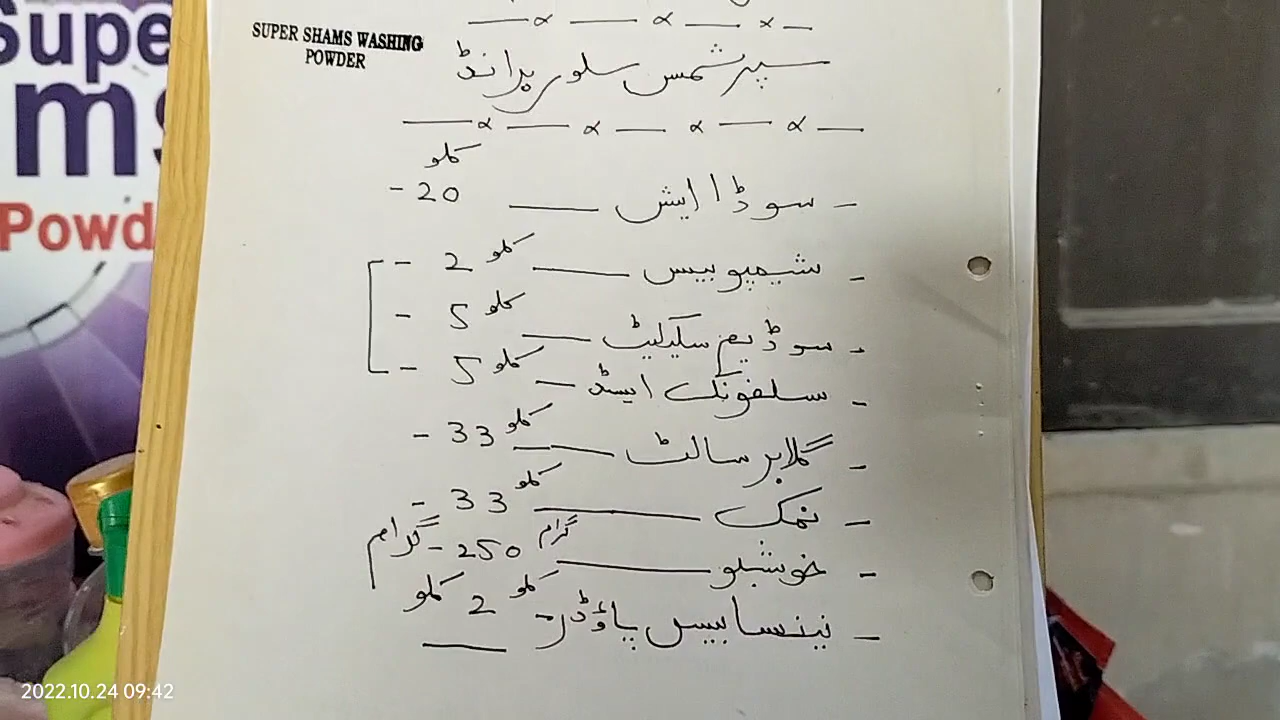 SUPER SHAMS WASHING
POWDER
سپر شمس سلور برانڈ
کلو
سوڈا ایش 20 -
شیمپو بیس 2 کلو -
سوڈیم سیکلیٹ 5 کلو -
سلفونک ایسڈ 5 کلو -
گلابر سالٹ 33 کلو -
نمک 33 کلو -
خوشبو گرام 250 - گرام
نینسا بیس پاؤڈر کلو 2 کلو
Supe
ms
Powd
2022.10.24 09:42